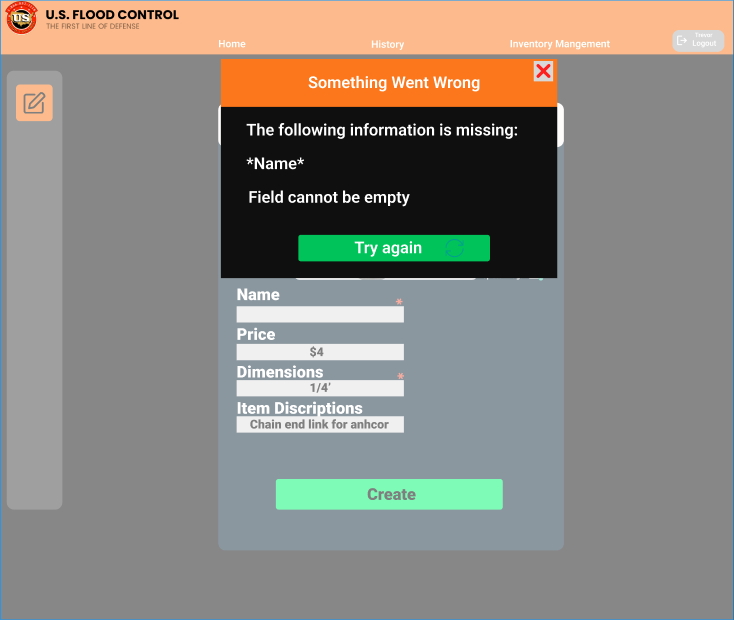 U.S. FLOOD CONTROL
THE FIRST LINE OF DEFENSE
Home
History
Inventory Mangement
Logout
Something Went Wrong
The following information is missing:
*Name*
Field cannot be empty
Try again
Name
*
Price
$4
Dimensions
*
1/4'
Item Discriptions
Chain end link for anhcor
Create